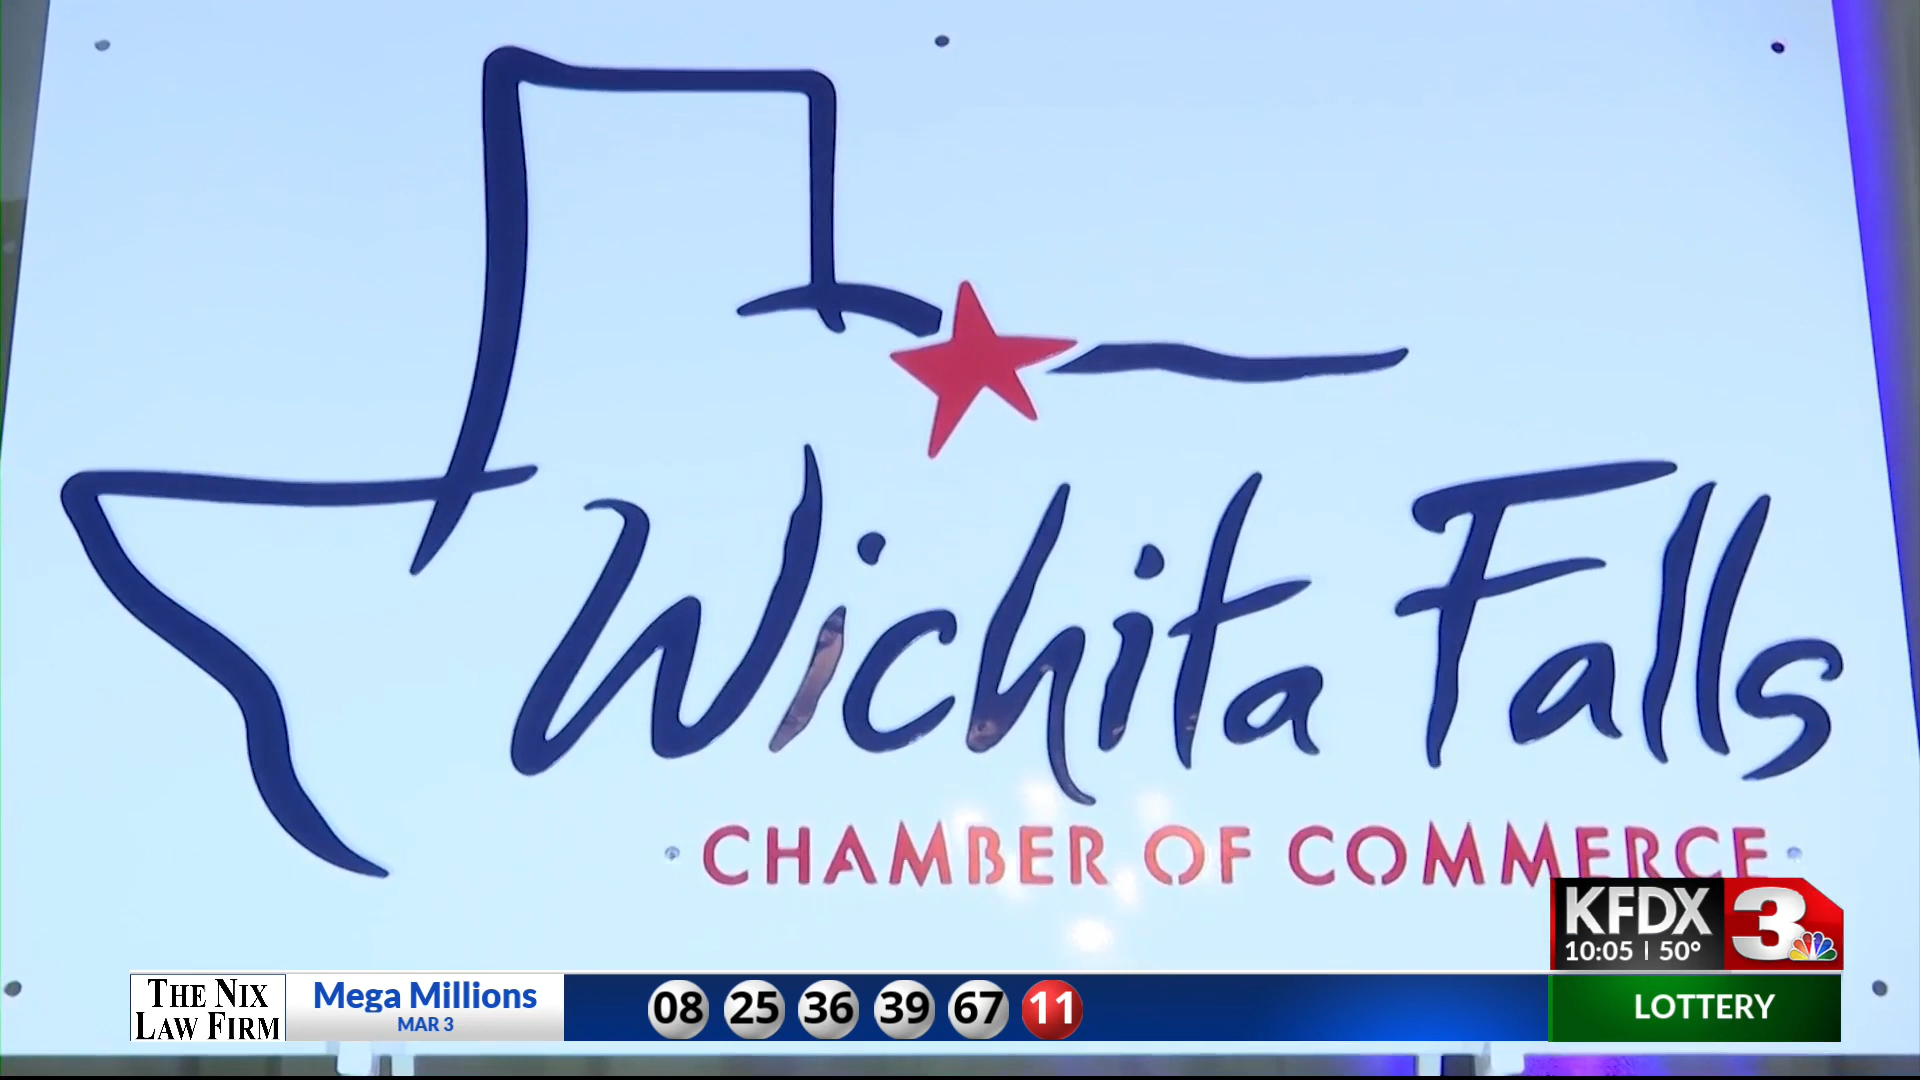 Wichita Falls
CHAMBER OF COMMERCE
KFDX 3
10:05 | 50°
THE NIX
LAW FIRM
Mega Millions
MAR 3
08 25 36 39 67 11
LOTTERY